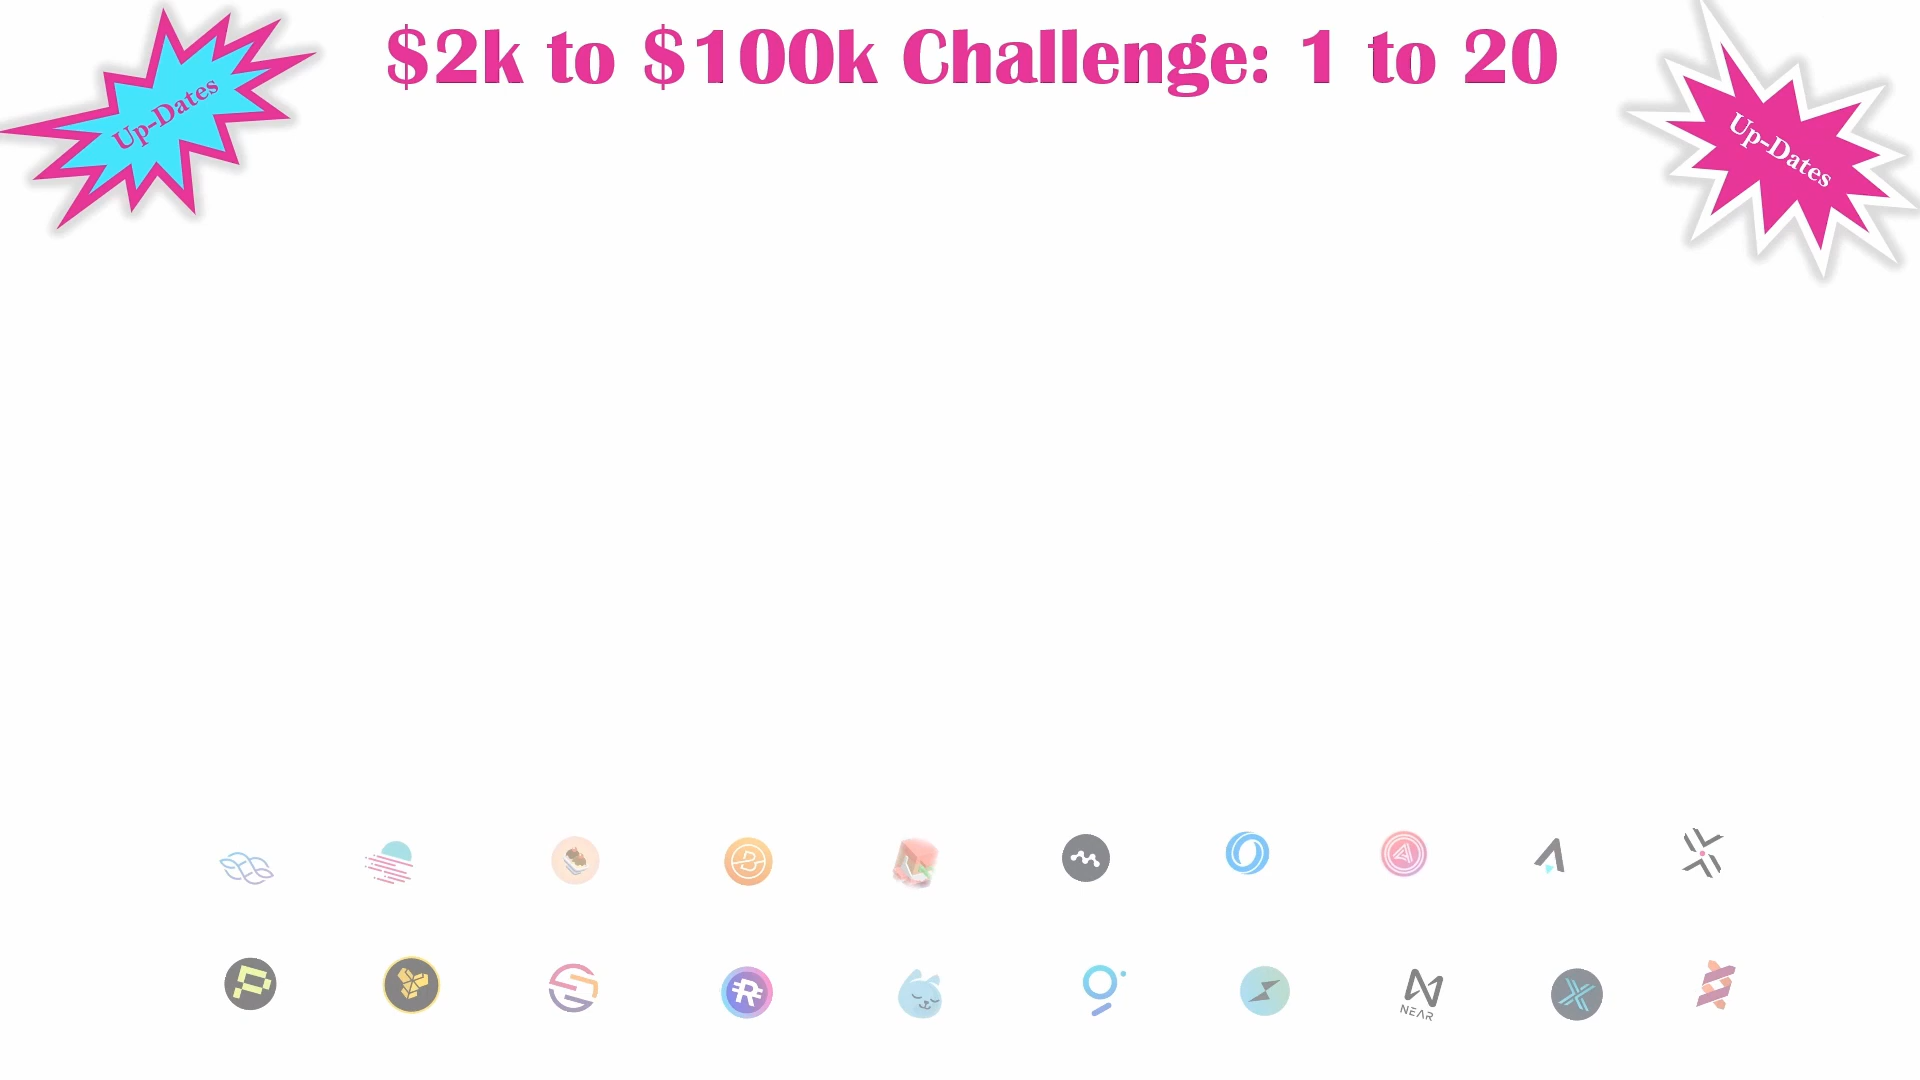 $2k to $100k Challenge: 1 to 20
Up-Dates
Up-Dates
NEAR